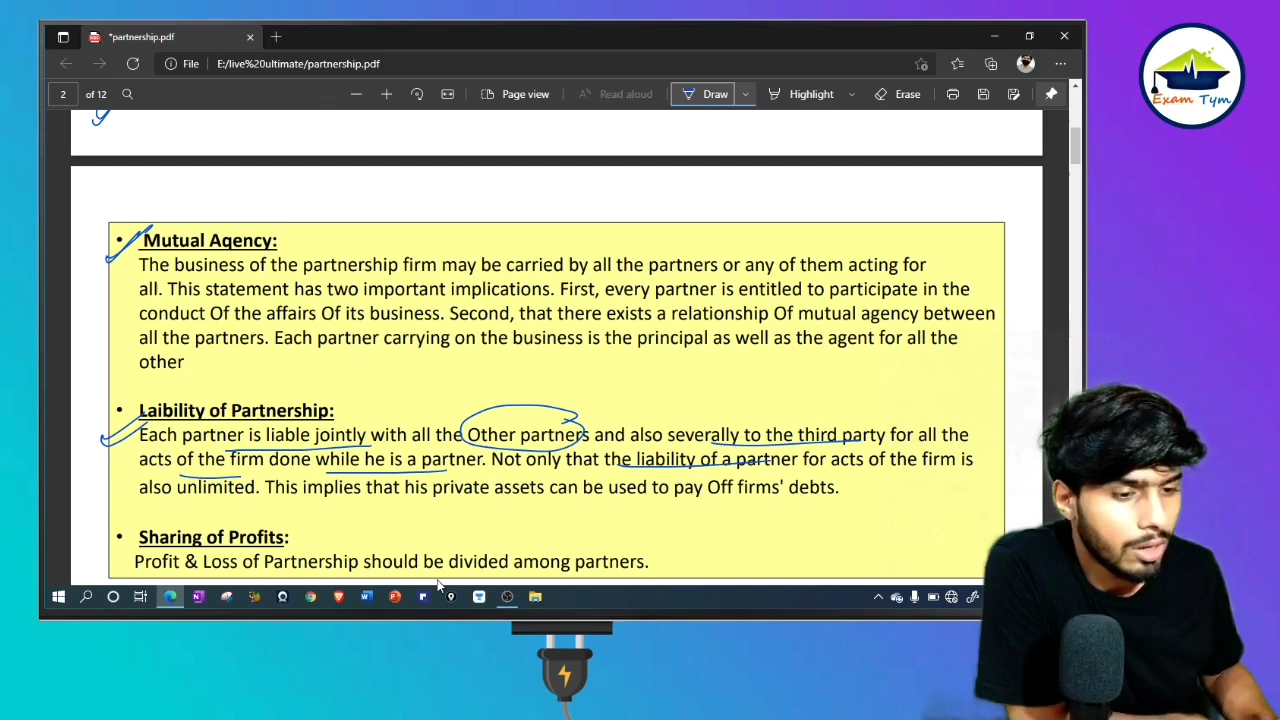 *partnership.pdf
File E:/live%20ultimate/partnership.pdf
2 of 12 Page view Read aloud Draw Highlight Erase
Exam Tym
• Mutual Agency:
The business of the partnership firm may be carried by all the partners or any of them acting for
all. This statement has two important implications. First, every partner is entitled to participate in the
conduct Of the affairs Of its business. Second, that there exists a relationship Of mutual agency between
all the partners. Each partner carrying on the business is the principal as well as the agent for all the
other
• Laibility of Partnership:
Each partner is liable jointly with all the Other partners and also severally to the third party for all the
acts of the firm done while he is a partner. Not only that the liability of a partner for acts of the firm is
also unlimited. This implies that his private assets can be used to pay Off firms' debts.
• Sharing of Profits:
Profit & Loss of Partnership should be divided among partners.